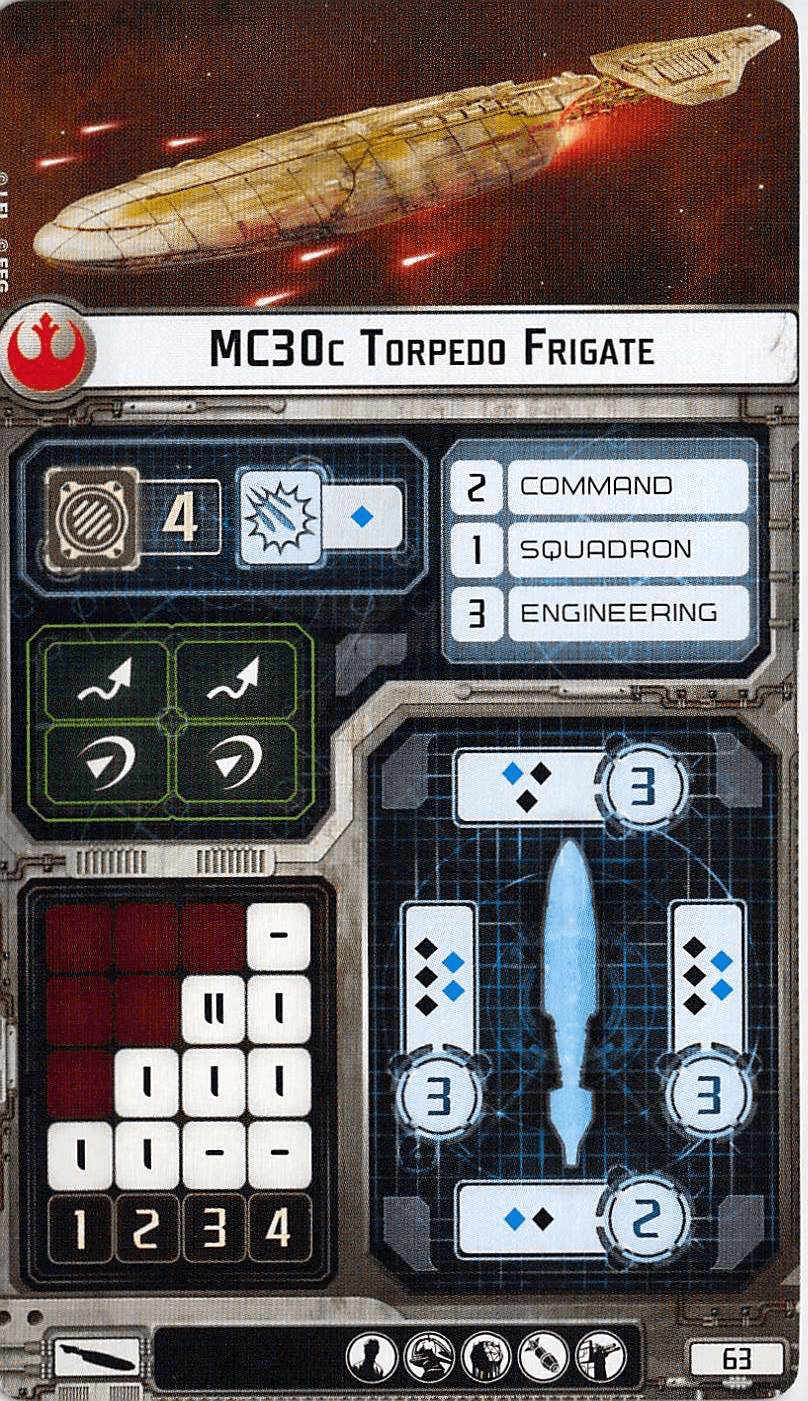 © LFL © FFG
MC30c Torpedo Frigate
4
2 COMMAND
1 SQUADRON
3 ENGINEERING
3
3
3
2
-
II I
I I I
I I - -
1 2 3 4
63